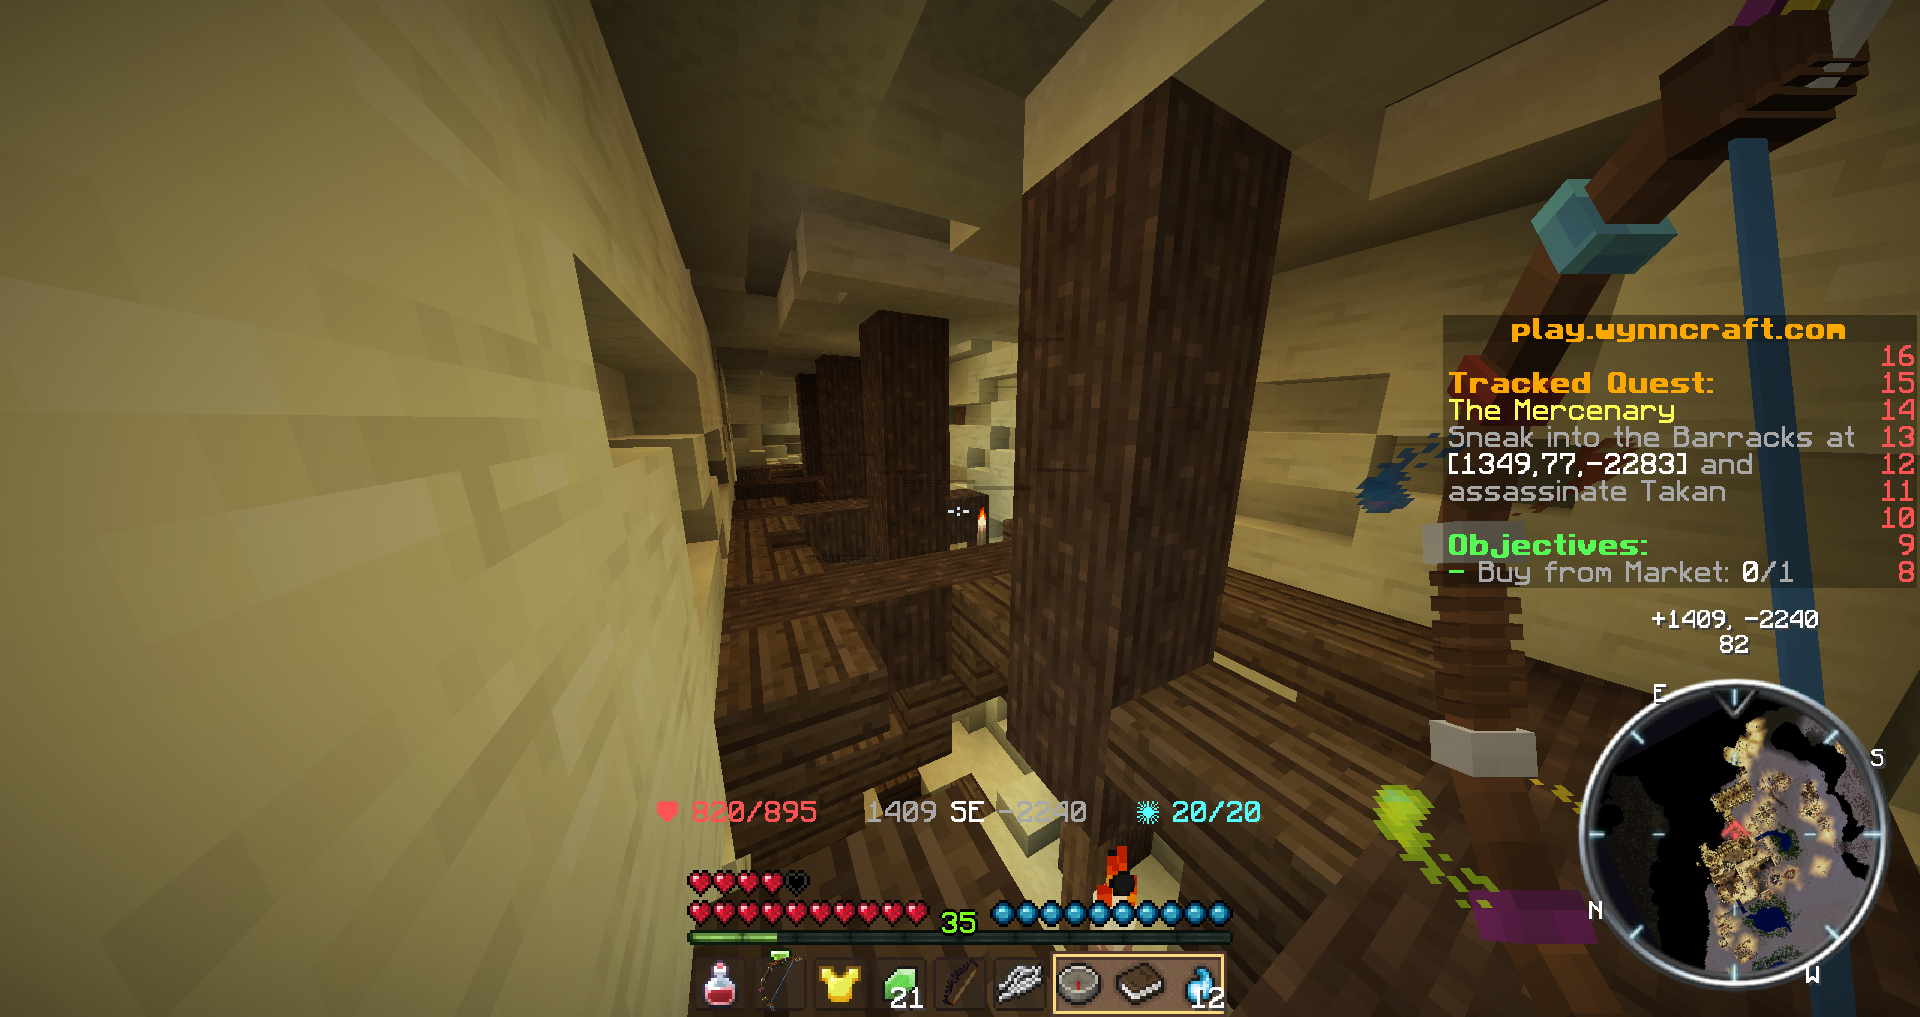 play.wynncraft.com
16
Tracked Quest: 15
The Mercenary 14
Sneak into the Barracks at 13
[1349,77,-2283] and 12
assassinate Takan 11
10
Objectives: 9
- Buy from Market: 0/1 8
+1409, -2240
82
E
S
N
W
820/895 1409 SE -2240 20/20
35
21
12